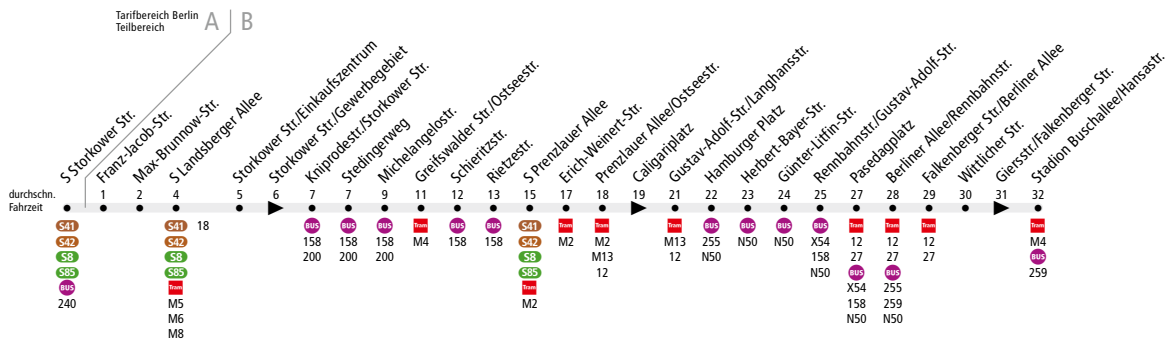 Tarifbereich Berlin
Teilbereich
A B
S Storkower Str.
Franz-Jacob-Str.
Max-Brunnow-Str.
S Landsberger Allee
Storkower Str./Einkaufszentrum
Storkower Str./Gewerbegebiet
Kniprodestr./Storkower Str.
Stedingenweg
Michelangelostr.
Greifswalder Str./Ostseestr.
Schieritzstr.
Rietzestr.
S Prenzlauer Allee
Erich-Weinert-Str.
Prenzlauer Allee/Ostseestr.
Caligariplatz
Gustav-Adolf-Str./Langhansstr.
Hamburger Platz
Herbert-Bayer-Str.
Günter-Litfin-Str.
Rennbahnstr./Gustav-Adolf-Str.
Pasedagplatz
Berliner Allee/Rennbahnstr.
Falkenberger Str./Berliner Allee
Wittlicher Str.
Giersstr./Falkenberger Str.
Stadion Buschallee/Hansastr.
durchschn. 1 2 4 5 6 7 7 9 11 12 13 15 17 18 19 21 22 23 24 25 27 28 29 30 31 32
Fahrzeit
S41 S41 18 BUS BUS BUS Tram BUS BUS S41 Tram Tram Tram BUS BUS BUS BUS Tram Tram Tram Tram
S42 S42 158 158 158 M4 158 158 S42 M2 M2 M13 255 N50 N50 X54 12 12 12 M4
S8 S8 200 200 200 S8 M13 12 N50 158 27 27 27 BUS
S85 S85 S85 12 N50 BUS BUS 259
BUS Tram Tram X54 255
240 M5 M2 158 259
M6 N50 N50
M8